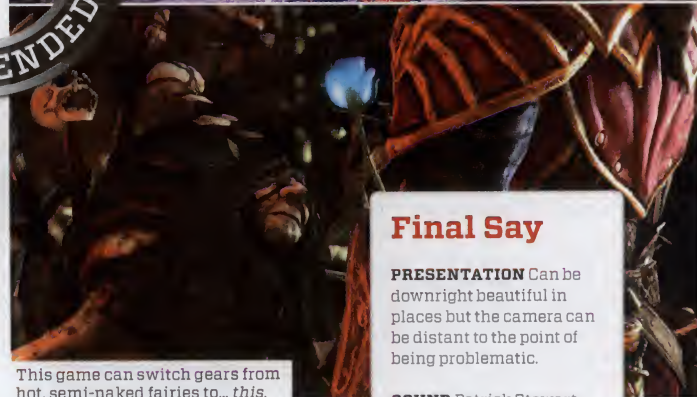 ENDED
This game can switch gears from
hot, semi-naked fairies to... this.
Final Say
PRESENTATION Can be
downright beautiful in
places but the camera can
be distant to the point of
being problematic.
SOUND Patrick Stewart